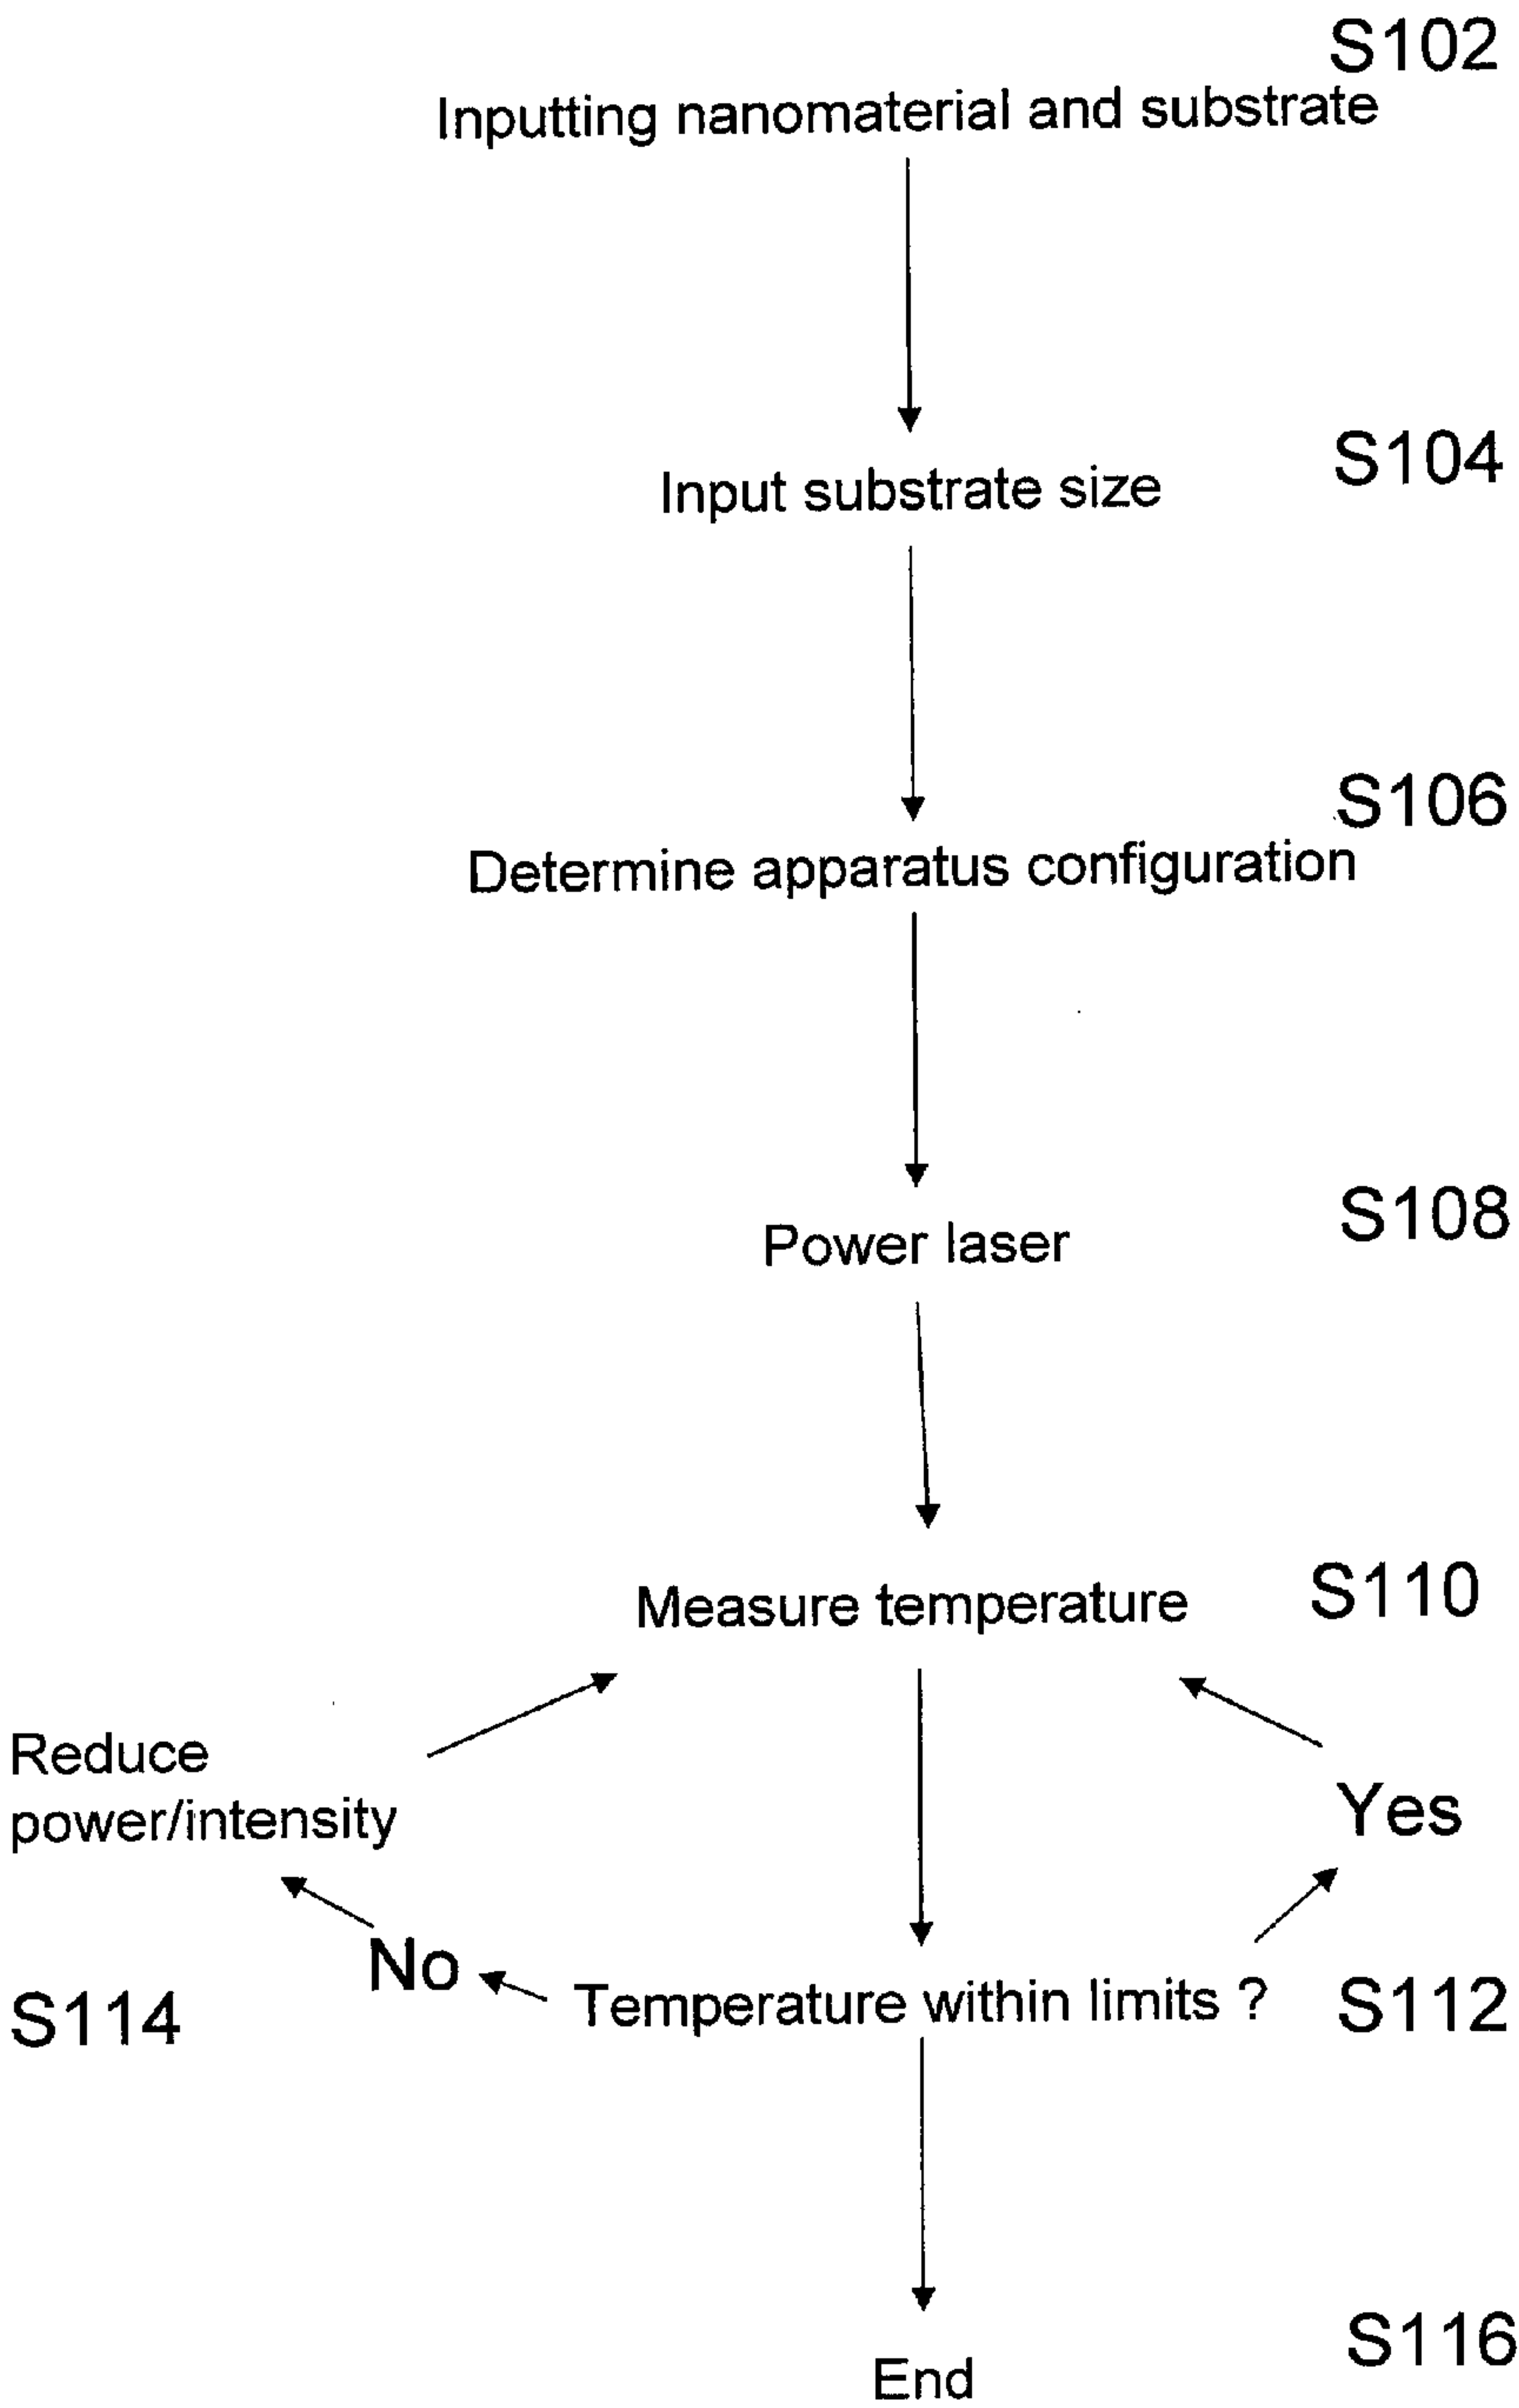 S102
Inputting nanomaterial and substrate
S104
Input substrate size
S106
Determine apparatus configuration
S108
Power laser
Measure temperature
S110
Reduce
power/intensity
Yes
No
S114
Temperature within limits ?
S112
S116
End